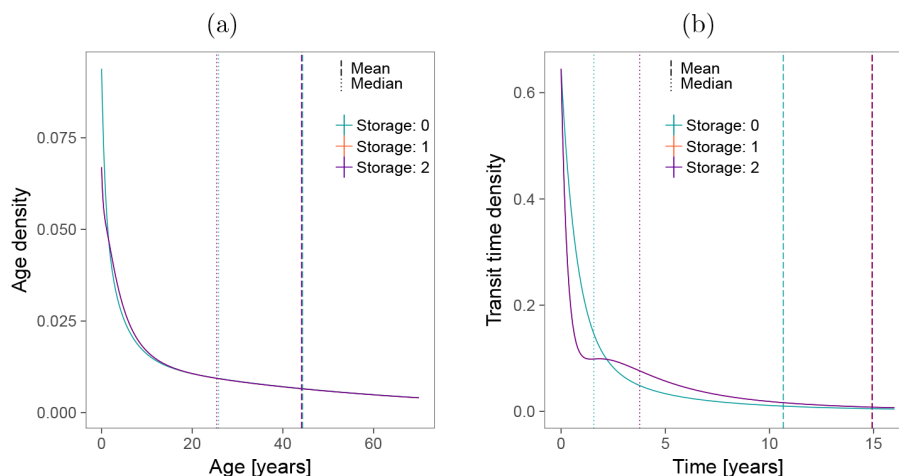 (a)
Mean
Median
Storage: 0
Storage: 1
Storage: 2
0.075
0.050
0.025
0.000
Age density
0
20
40
60
Age [years]
(b)
Mean
Median
Storage: 0
Storage: 1
Storage: 2
0.6
0.4
0.2
0.0
Transit time density
0
5
10
15
Time [years]